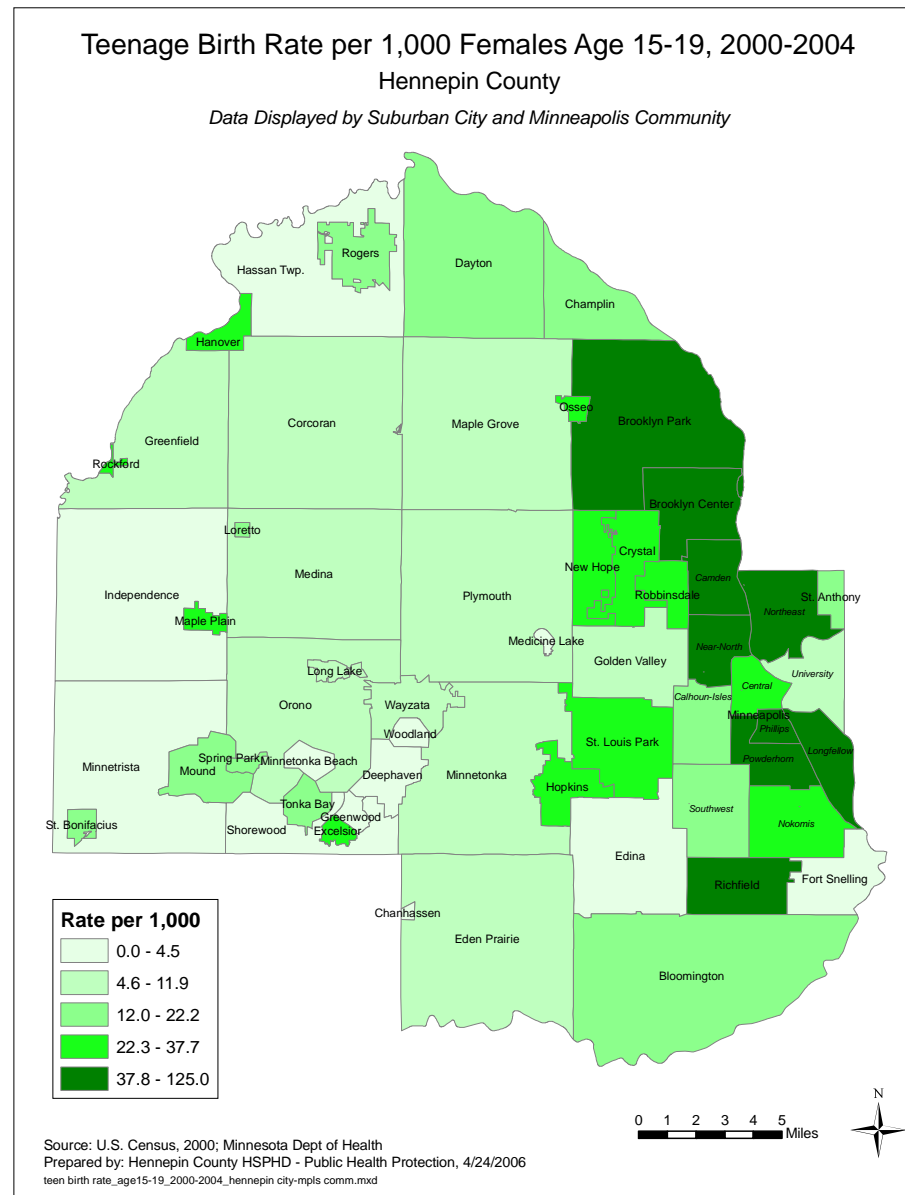 Teenage Birth Rate per 1,000 Females Age 15-19, 2000-2004
Hennepin County
Data Displayed by Suburban City and Minneapolis Community
Rogers
Hassan Twp.
Dayton
Champlin
Hanover
Osseo
Corcoran
Maple Grove
Brooklyn Park
Greenfield
Rockford
Brooklyn Center
Loretto
Crystal
New Hope
Medina
Camden
Independence
Plymouth
Robbinsdale
St. Anthony
Northeast
Maple Plain
Medicine Lake
Near-North
Golden Valley
Long Lake
University
Central
Calhoun-Isles
Orono
Wayzata
Minneapolis
Phillips
Woodland
St. Louis Park
Longfellow
Spring Park
Powderhorn
Minnetonka Beach
Minnetrista
Mound
Deephaven
Minnetonka
Hopkins
Tonka Bay
Southwest
Greenwood
St. Bonifacius
Shorewood
Excelsior
Nokomis
Edina
Fort Snelling
Richfield
Chanhassen
Eden Prairie
Bloomington
Rate per 1,000
0.0 - 4.5
4.6 - 11.9
12.0 - 22.2
22.3 - 37.7
37.8 - 125.0
N
0 1 2 3 4 5
Miles
Source: U.S. Census, 2000; Minnesota Dept of Health
Prepared by: Hennepin County HSPHD - Public Health Protection, 4/24/2006
teen birth rate_age15-19_2000-2004_hennepin city-mpls comm.mxd